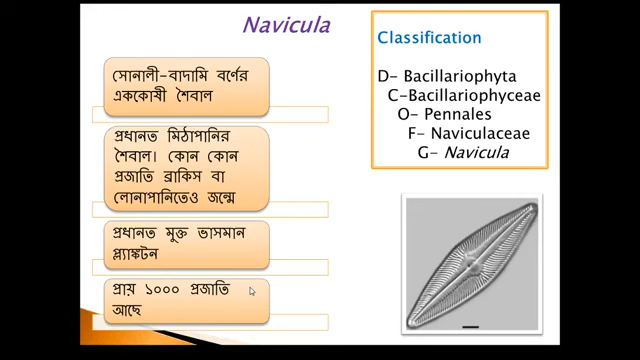 Navicula
সোনালী-বাদামি বর্ণের
এককোষী শৈবাল
প্রধানত মিঠাপানির
শৈবাল। কোন কোন
প্রজাতি ব্রাকিস বা
লোনাপানিতেও জন্মে
প্রধানত মুক্ত ভাসমান
প্ল্যাঙ্কটন
প্রায় ১০০০ প্রজাতি
আছে
Classification
D- Bacillariophyta
C-Bacillariophyceae
O- Pennales
F- Naviculaceae
G- Navicula